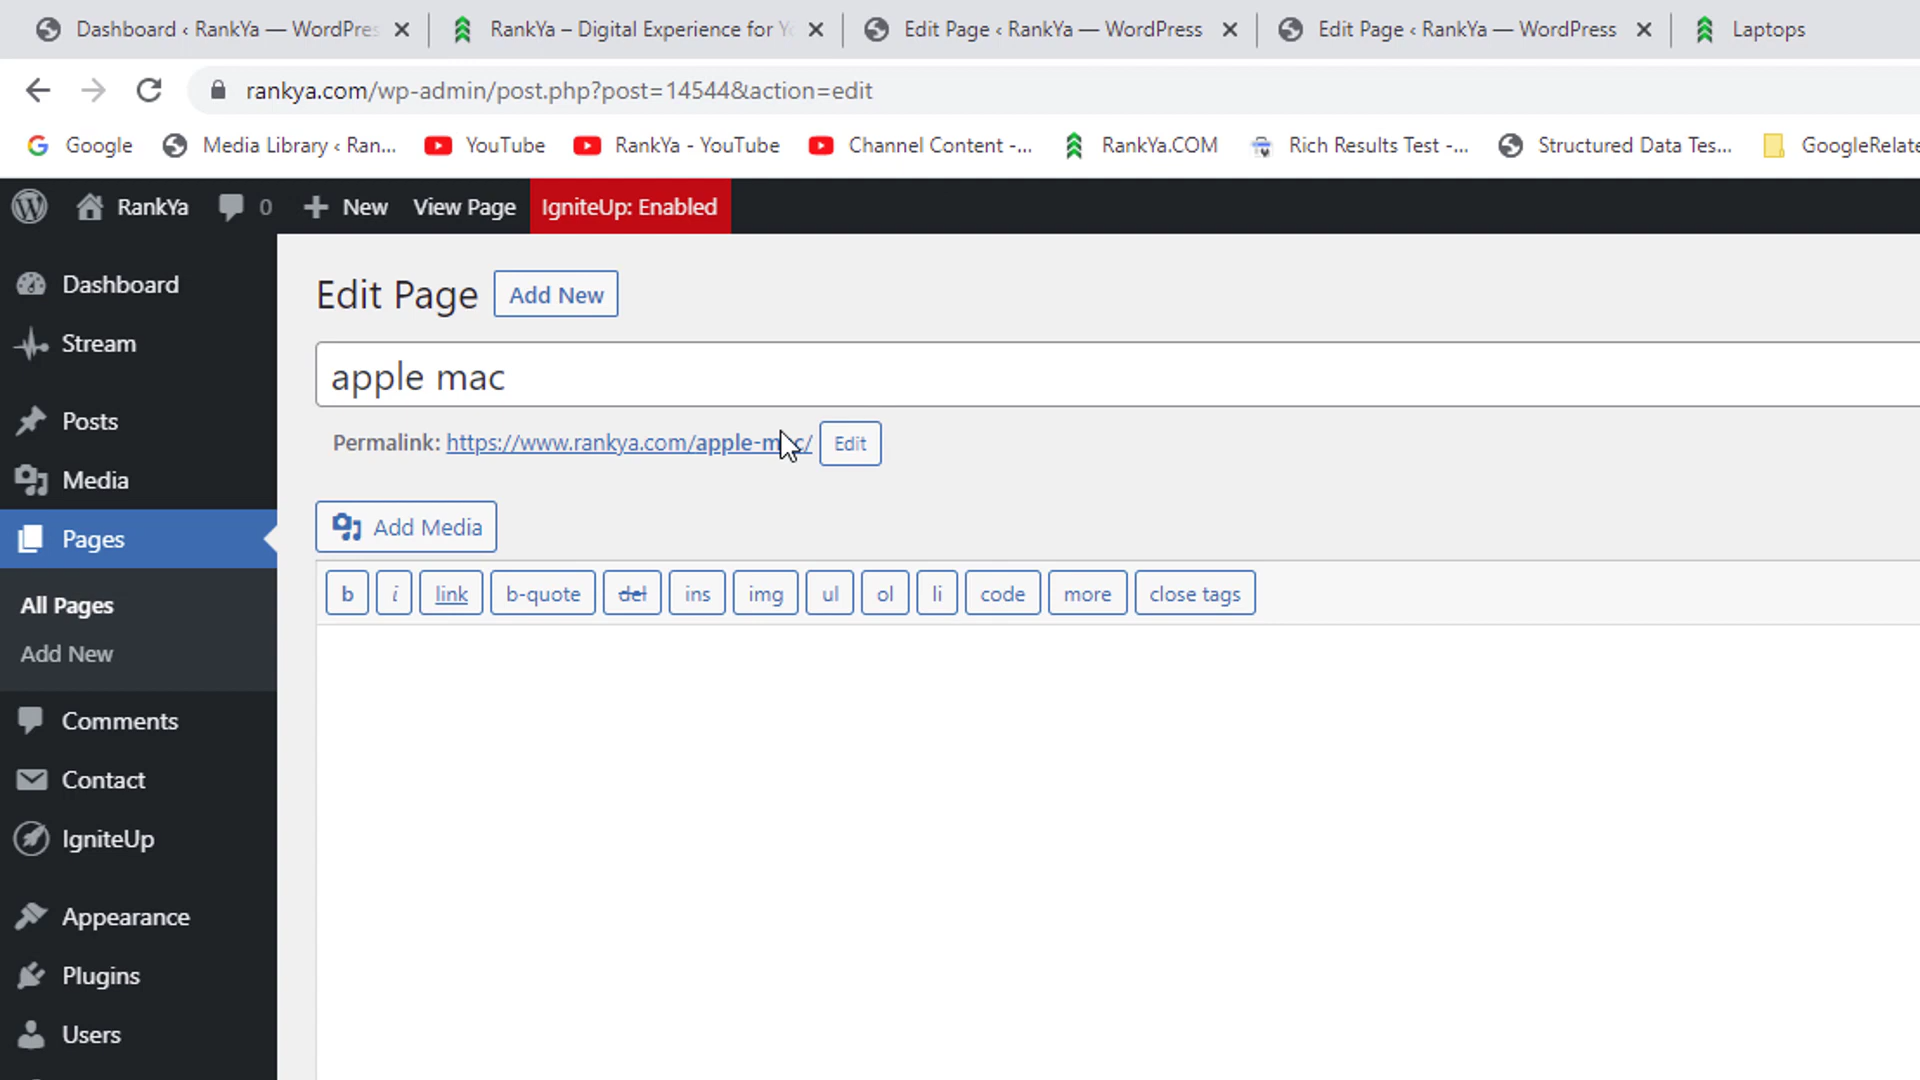 Dashboard ‹ RankYa — WordPres
RankYa – Digital Experience for Yo
Edit Page ‹ RankYa — WordPress
Edit Page ‹ RankYa — WordPress
Laptops
rankya.com/wp-admin/post.php?post=14544&action=edit
Google
Media Library ‹ Ran...
YouTube
RankYa - YouTube
Channel Content -...
RankYa.COM
Rich Results Test -...
Structured Data Tes...
GoogleRelate
RankYa
0
New
View Page
IgniteUp: Enabled
Dashboard
Stream
Posts
Media
Pages
All Pages
Add New
Comments
Contact
IgniteUp
Appearance
Plugins
Users
Edit Page
Add New
apple mac
Permalink: https://www.rankya.com/apple-mac/ Edit
Add Media
b i link b-quote del ins img ul ol li code more close tags